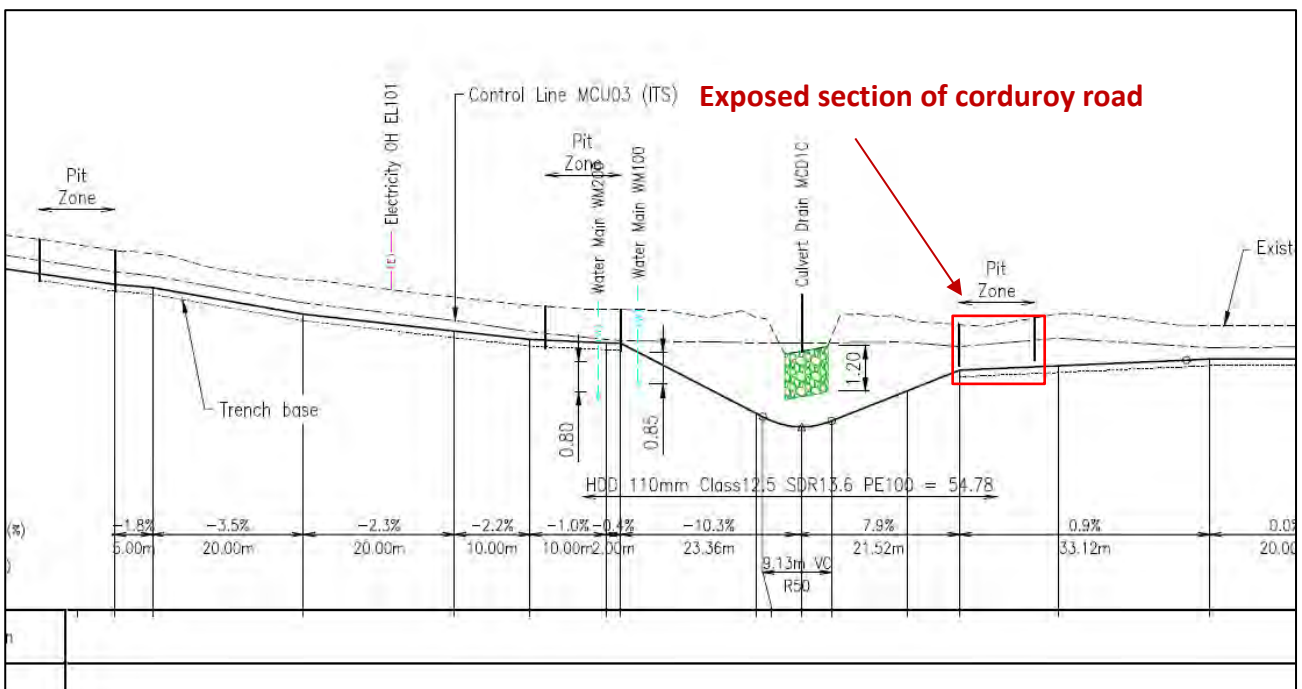 Exposed section of corduroy road
Control Line MCU03 (ITS)
Electricity OH EL101
(E)
Pit
Zone
Pit
Zone
Water Main WM200
Water Main WM100
Culvert Drain MCD1C
Pit
Zone
Exist
Trench base
0.80
0.85
1.20
HDD 110mm Class12.5 SDR13.6 PE100 = 54.78
(%)
-1.8% -3.5% -2.3% -2.2% -1.0% -0.4% -10.3% 7.9% 0.9% 0.0%
5.00m 20.00m 20.00m 10.00m 10.00m 2.00m 23.36m 21.52m 33.12m 20.00
)
9.13m VC
R50
n